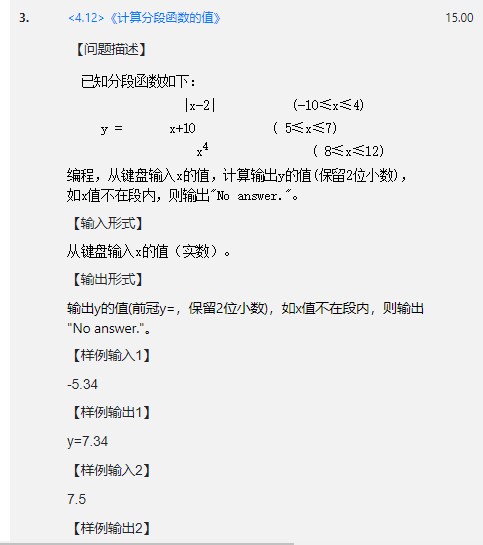 3. <4.12>《计算分段函数的值》 15.00
【问题描述】
已知分段函数如下：
|x-2| (-10≤x≤4)
y = x+10 ( 5≤x≤7)
x⁴ ( 8≤x≤12)
编程，从键盘输入x的值，计算输出y的值(保留2位小数)，
如x值不在段内，则输出"No answer."。
【输入形式】
从键盘输入x的值（实数）。
【输出形式】
输出y的值(前冠y=，保留2位小数)，如x值不在段内，则输出
"No answer."。
【样例输入1】
-5.34
【样例输出1】
y=7.34
【样例输入2】
7.5
【样例输出2】